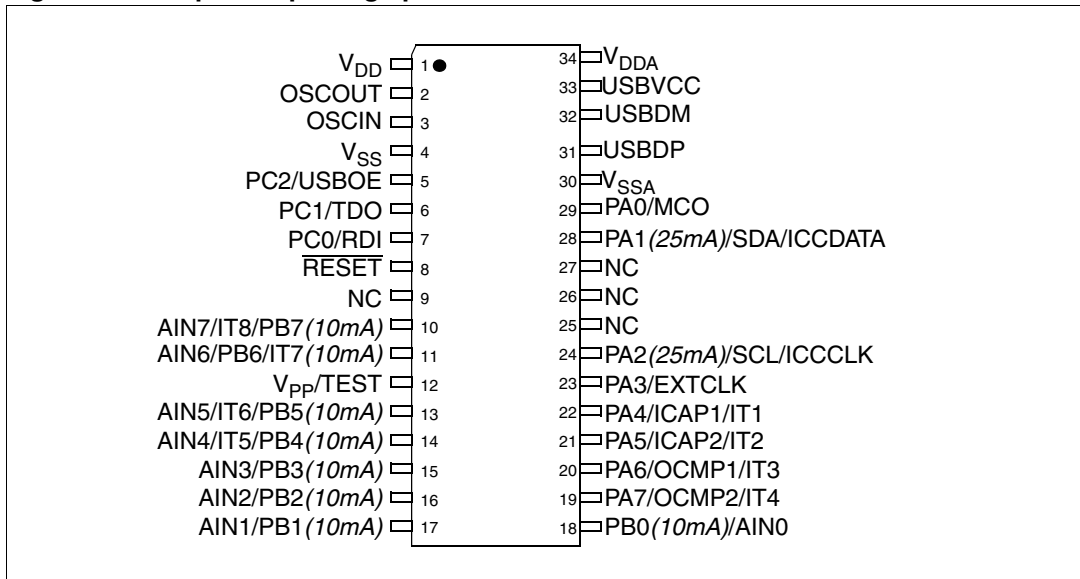 V_DD 1
OSCOUT 2
OSCIN 3
V_SS 4
PC2/USBOE 5
PC1/TDO 6
PC0/RDI 7
RESET 8
NC 9
AIN7/IT8/PB7(10mA) 10
AIN6/PB6/IT7(10mA) 11
V_PP/TEST 12
AIN5/IT6/PB5(10mA) 13
AIN4/IT5/PB4(10mA) 14
AIN3/PB3(10mA) 15
AIN2/PB2(10mA) 16
AIN1/PB1(10mA) 17
34 V_DDA
33 USBVCC
32 USBDM
31 USBDP
30 V_SSA
29 PA0/MCO
28 PA1(25mA)/SDA/ICCDATA
27 NC
26 NC
25 NC
24 PA2(25mA)/SCL/ICCCLK
23 PA3/EXTCLK
22 PA4/ICAP1/IT1
21 PA5/ICAP2/IT2
20 PA6/OCMP1/IT3
19 PA7/OCMP2/IT4
18 PB0(10mA)/AIN0